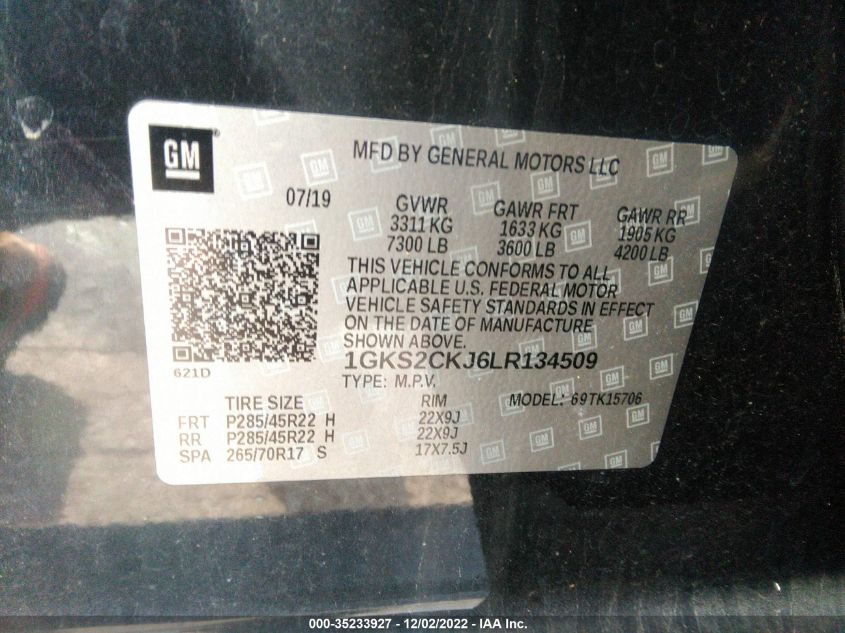 GM
MFD BY GENERAL MOTORS LLC
07/19 GVWR GAWR FRT GAWR RR
3311 KG 1633 KG 1905 KG
7300 LB 3600 LB 4200 LB
THIS VEHICLE CONFORMS TO ALL
APPLICABLE U.S. FEDERAL MOTOR
VEHICLE SAFETY STANDARDS IN EFFECT
ON THE DATE OF MANUFACTURE
SHOWN ABOVE.
1GKS2CKJ6LR134509
621D
TYPE: M.P.V. MODEL: 69TK15706
TIRE SIZE RIM
FRT P285/45R22 H 22X9J
RR P285/45R22 H 22X9J
SPA 265/70R17 S 17X7.5J
000-35233927 - 12/02/2022 - IAA Inc.